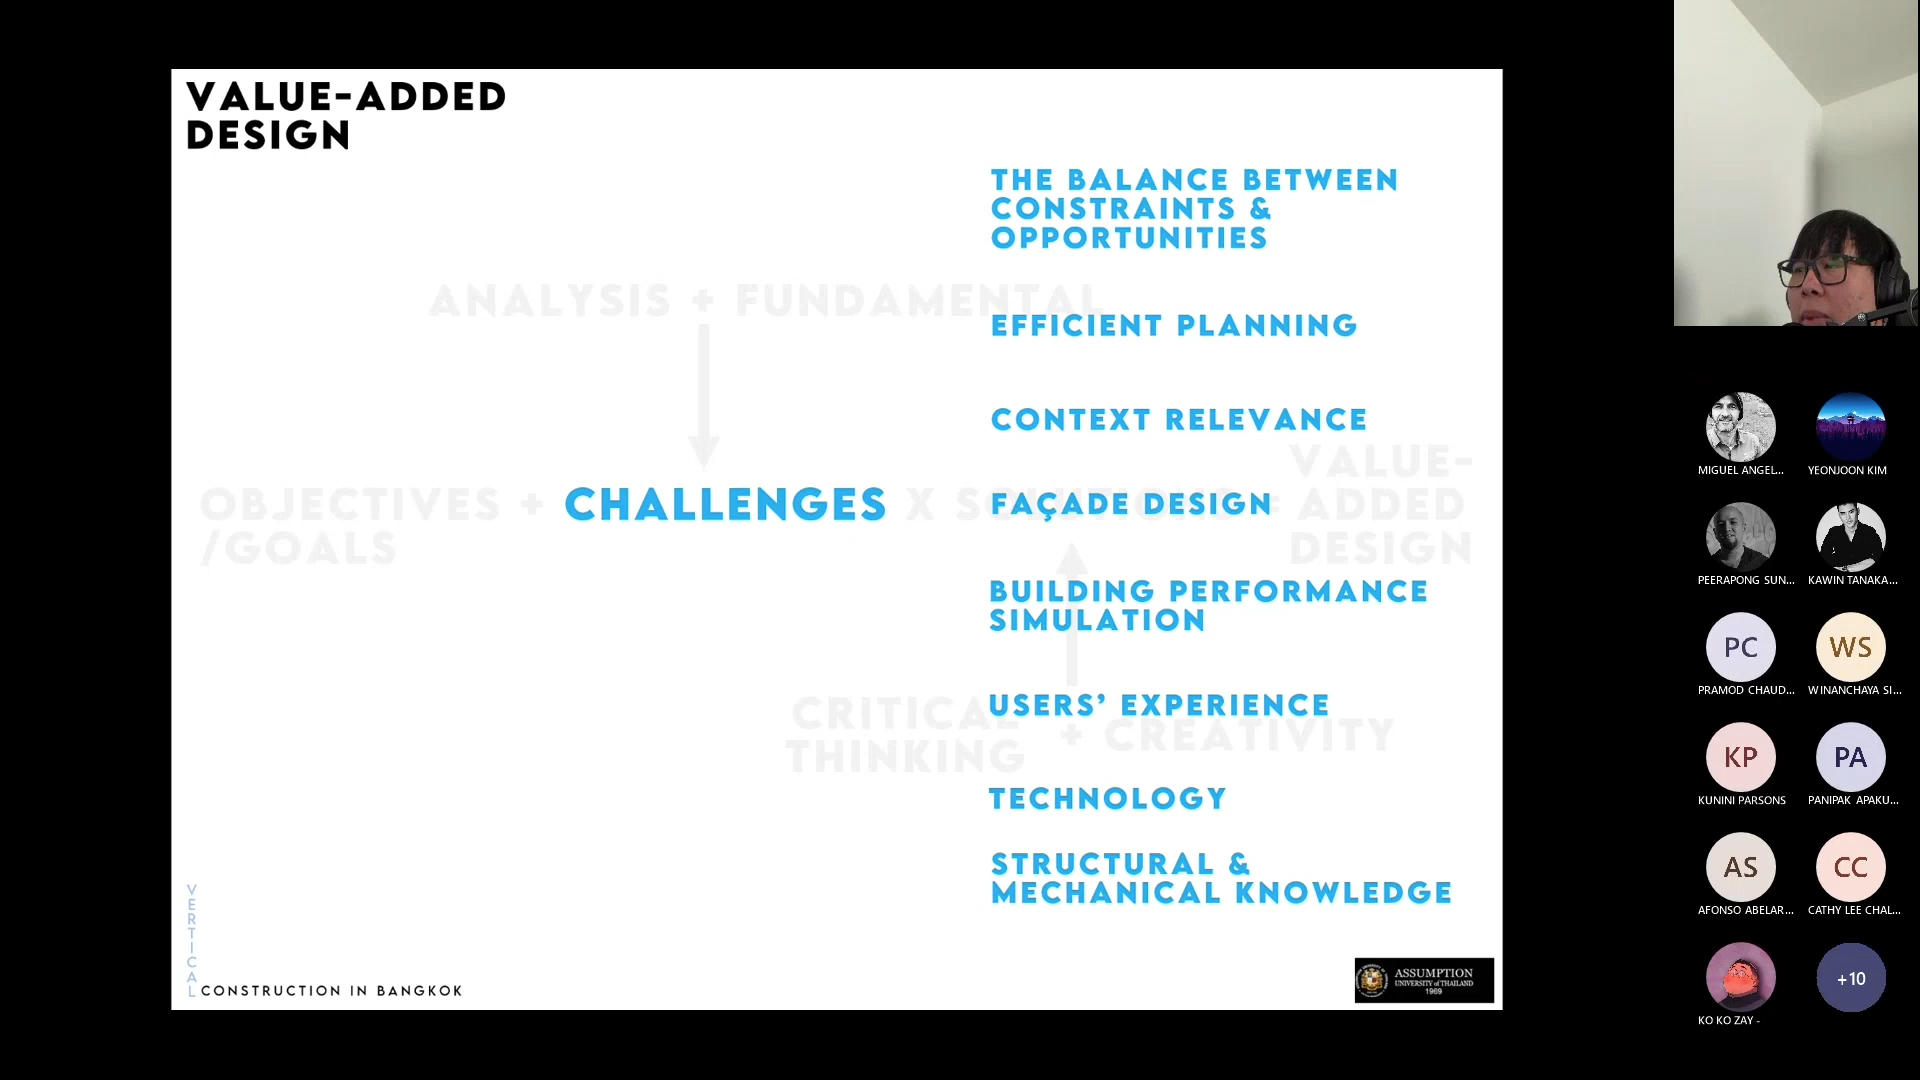 VALUE-ADDED
DESIGN
THE BALANCE BETWEEN
CONSTRAINTS &
OPPORTUNITIES
ANALYSIS + FUNDAMENTAL
EFFICIENT PLANNING
CONTEXT RELEVANCE
OBJECTIVES
/GOALS
+
CHALLENGES
X
FAÇADE DESIGN
VALUE-
ADDED
DESIGN
BUILDING PERFORMANCE
SIMULATION
USERS’ EXPERIENCE
CRITICAL
THINKING
+ CREATIVITY
TECHNOLOGY
STRUCTURAL &
MECHANICAL KNOWLEDGE
VERTICAL
CONSTRUCTION IN BANGKOK
ASSUMPTION
UNIVERSITY of THAILAND
1969
MIGUEL ANGEL...
YEONJOON KIM
PEERAPONG SUN...
KAWIN TANAKA...
PC
WS
PRAMOD CHAUD...
WINANCHAYA SI...
KP
PA
KUNINI PARSONS
PANIPAK APAKU...
AS
CC
AFONSO ABELAR...
CATHY LEE CHAL...
+10
KO KO ZAY -